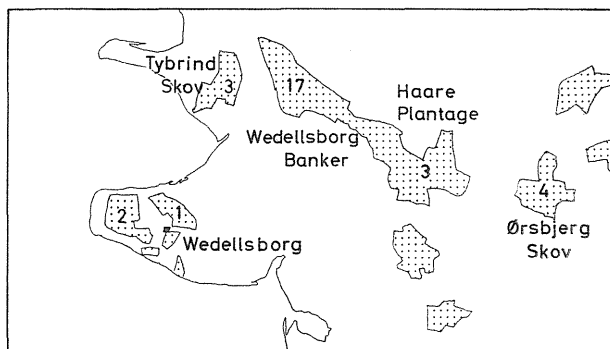 Tybrind
Skov
3
17
Haare
Plantage
Wedellsborg
Banker
3
4
Ørsbjerg
Skov
2
1
Wedellsborg